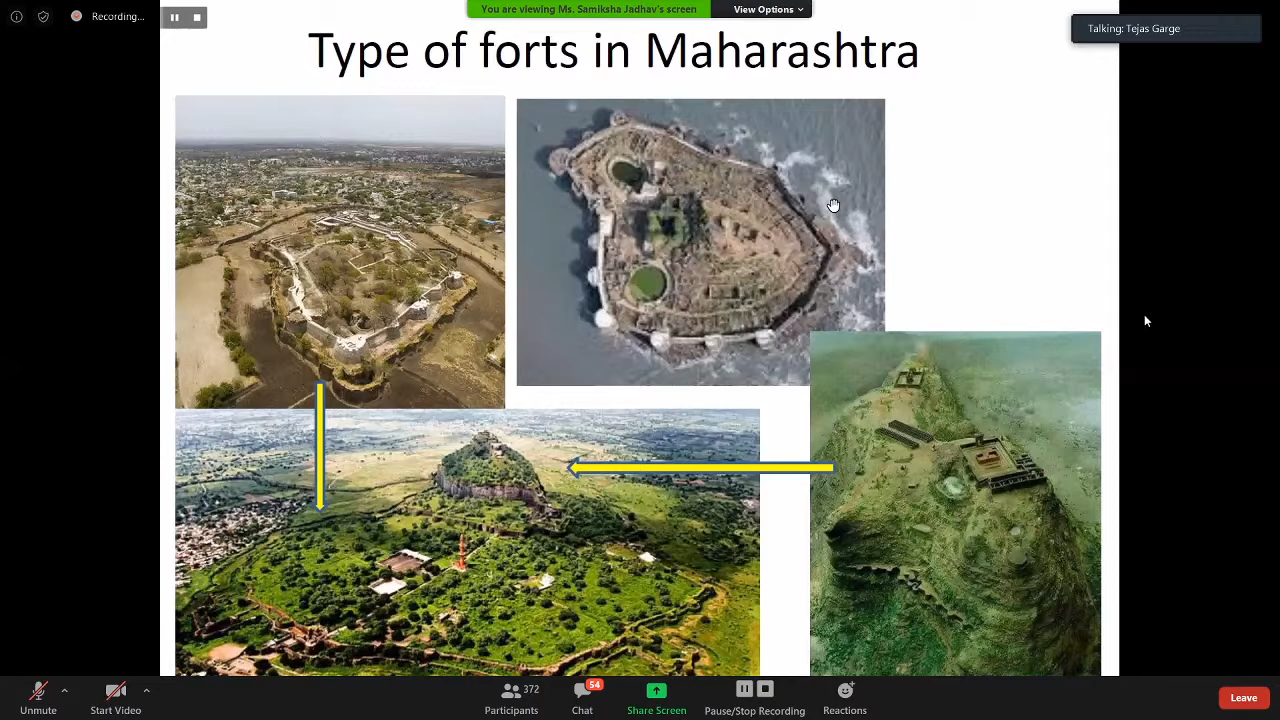 Recording...
You are viewing Ms. Samiksha Jadhav's screen
View Options
Talking: Tejas Garge
Type of forts in Maharashtra
Unmute
Start Video
372
Participants
54
Chat
Share Screen
Pause/Stop Recording
Reactions
Leave